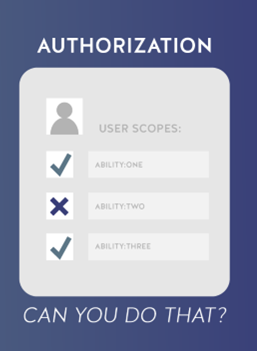 AUTHORIZATION
USER SCOPES:
ABILITY:ONE
ABILITY:TWO
ABILITY:THREE
CAN YOU DO THAT?